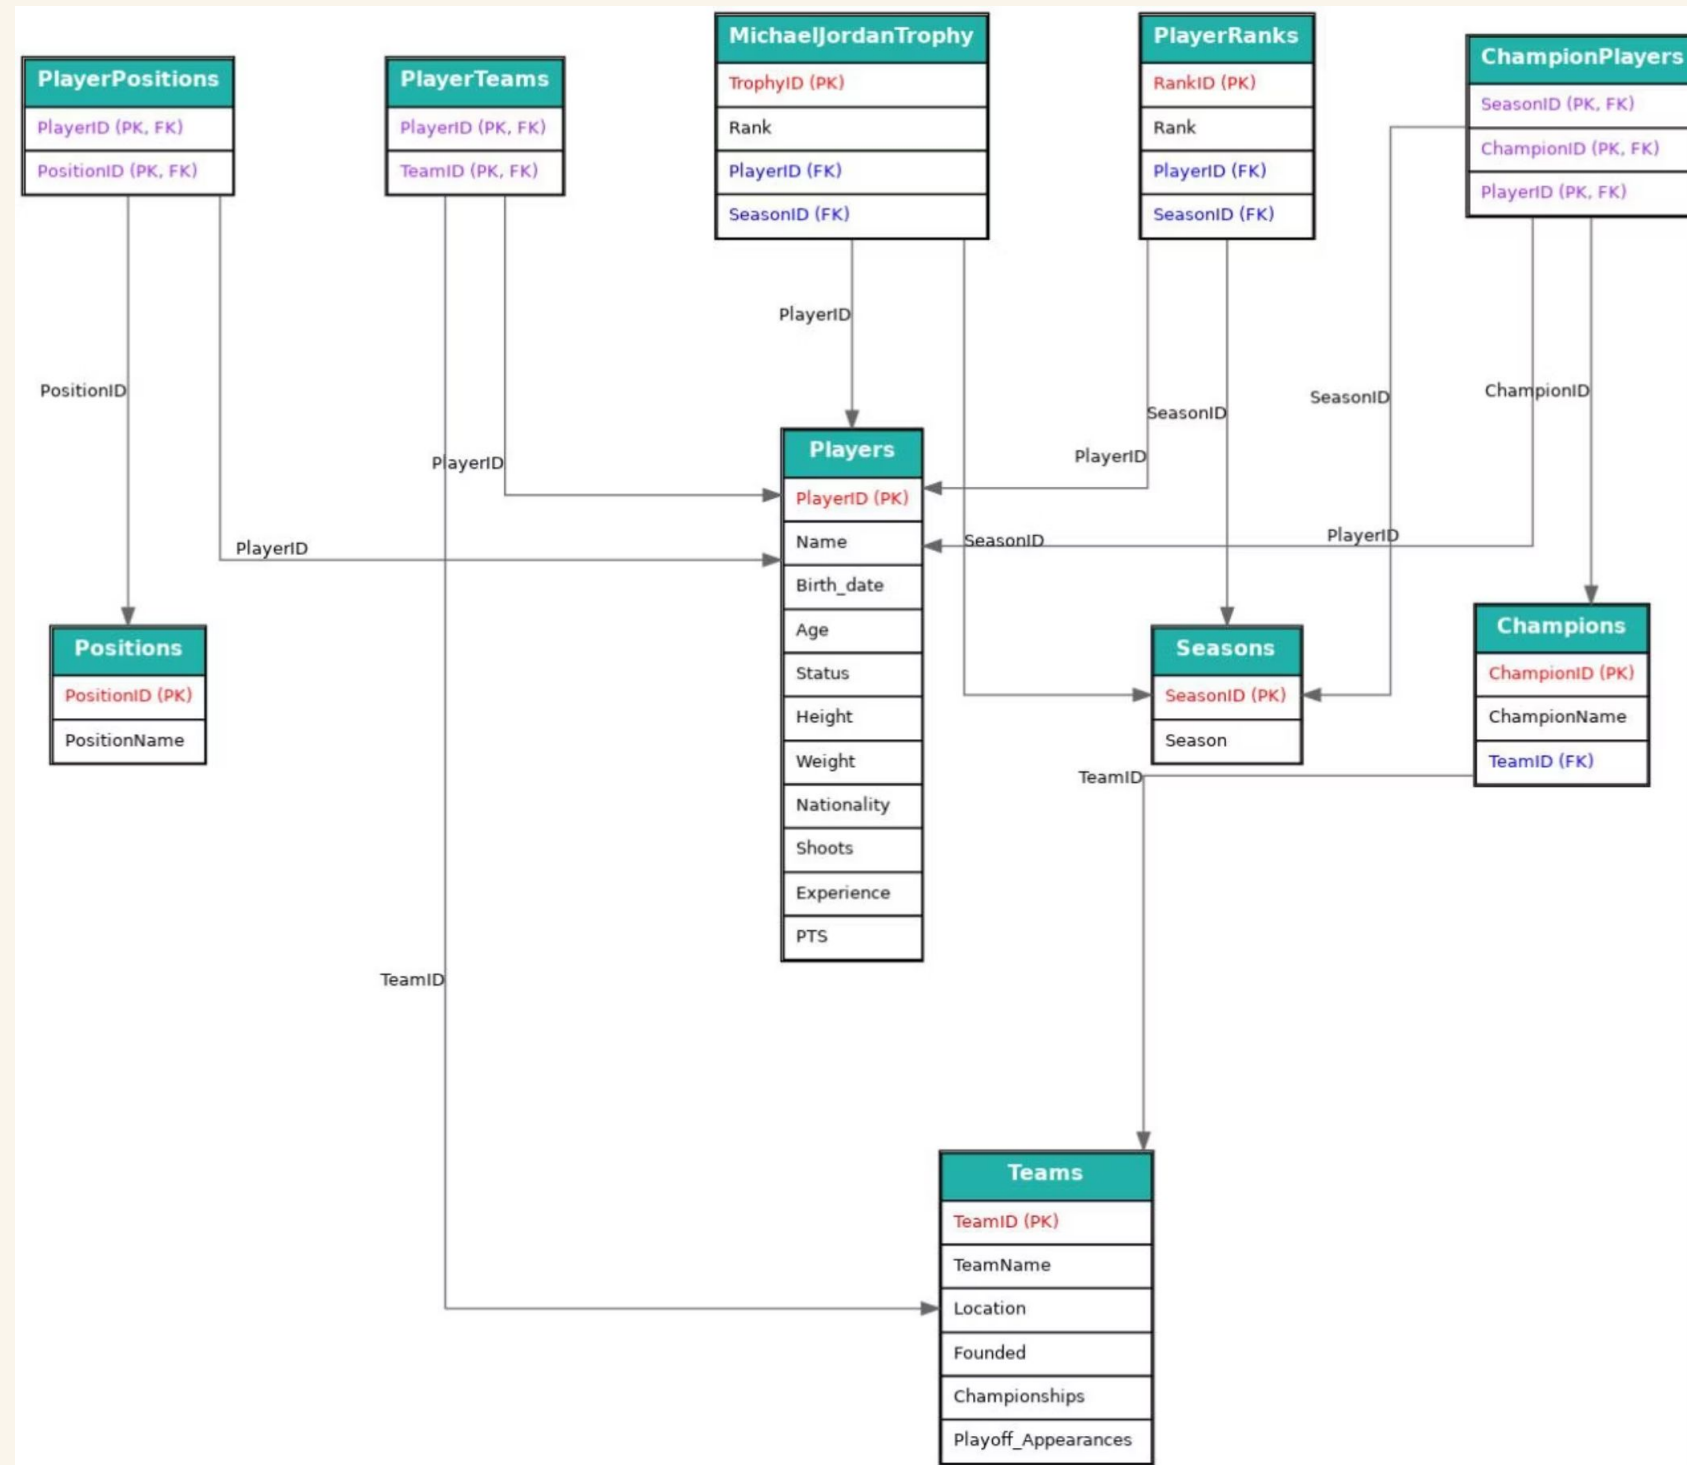 PlayerPositions
PlayerID (PK, FK)
PositionID (PK, FK)
PlayerTeams
PlayerID (PK, FK)
TeamID (PK, FK)
MichaelJordanTrophy
TrophyID (PK)
Rank
PlayerID (FK)
SeasonID (FK)
PlayerRanks
RankID (PK)
Rank
PlayerID (FK)
SeasonID (FK)
ChampionPlayers
SeasonID (PK, FK)
ChampionID (PK, FK)
PlayerID (PK, FK)
PlayerID
PositionID
SeasonID
SeasonID
ChampionID
PlayerID
PlayerID
PlayerID
SeasonID
PlayerID
Players
PlayerID (PK)
Name
Birth_date
Age
Status
Height
Weight
Nationality
Shoots
Experience
PTS
Positions
PositionID (PK)
PositionName
Seasons
SeasonID (PK)
Season
Champions
ChampionID (PK)
ChampionName
TeamID (FK)
TeamID
TeamID
Teams
TeamID (PK)
TeamName
Location
Founded
Championships
Playoff_Appearances